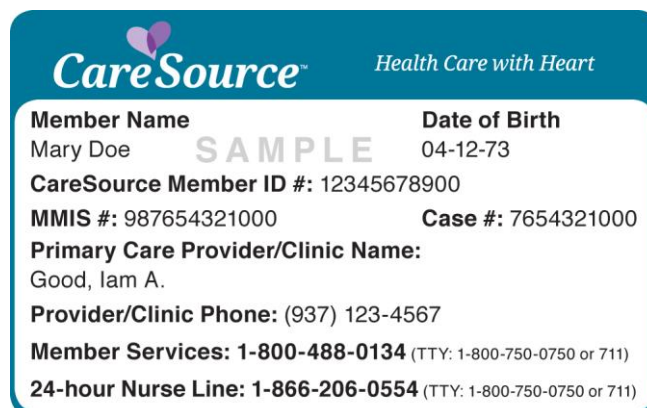 CareSource™ Health Care with Heart
Member Name Date of Birth
Mary Doe SAMPLE 04-12-73
CareSource Member ID #: 12345678900
MMIS #: 987654321000 Case #: 7654321000
Primary Care Provider/Clinic Name:
Good, Iam A.
Provider/Clinic Phone: (937) 123-4567
Member Services: 1-800-488-0134 (TTY: 1-800-750-0750 or 711)
24-hour Nurse Line: 1-866-206-0554 (TTY: 1-800-750-0750 or 711)